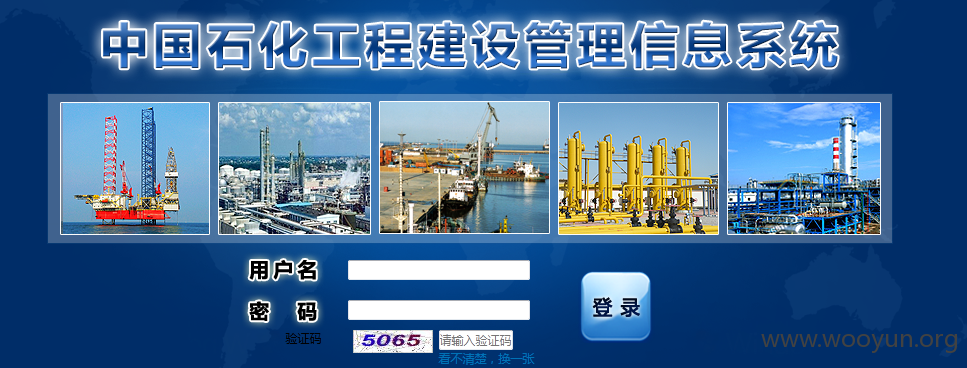 中国石化工程建设管理信息系统
用户名
密 码
登 录
验证码 5065 请输入验证码
看不清楚，换一张
www.wooyun.org